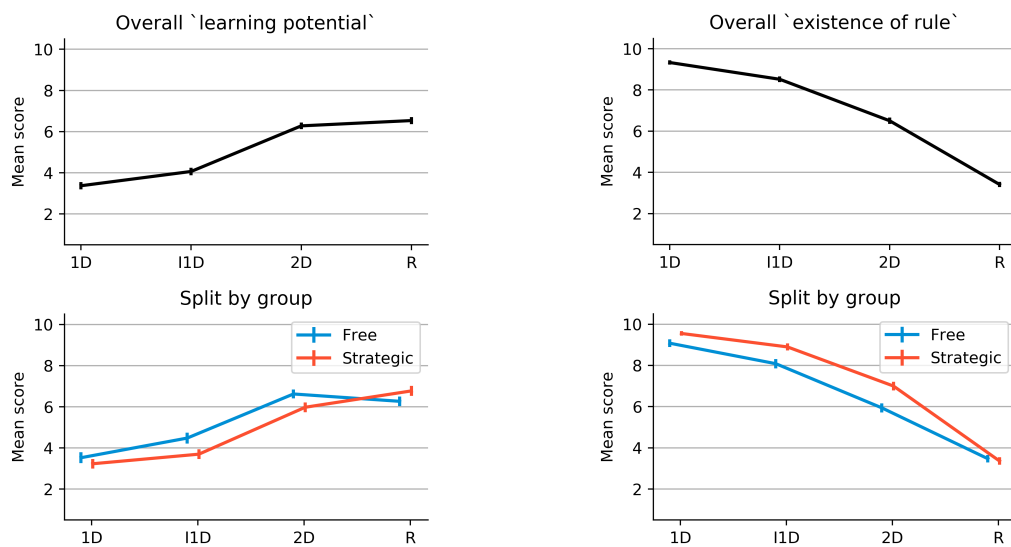 Overall `learning potential`
Mean score
10
8
6
4
2
1D I1D 2D R
Overall `existence of rule`
Mean score
10
8
6
4
2
1D I1D 2D R
Split by group
Mean score
10
8
6
4
2
1D I1D 2D R
Free
Strategic
Split by group
Mean score
10
8
6
4
2
1D I1D 2D R
Free
Strategic